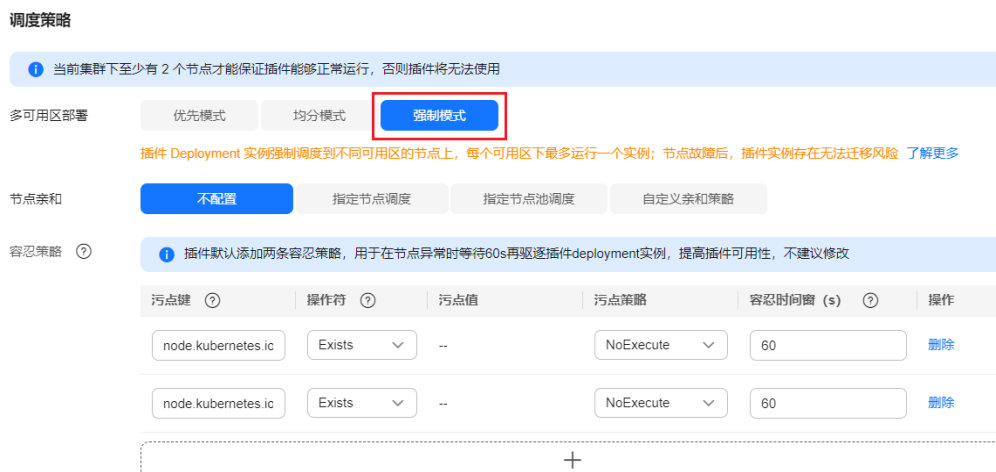 调度策略
当前集群下至少有 2 个节点才能保证插件能够正常运行，否则插件将无法使用
多可用区部署 优先模式 均分模式 强制模式
插件 Deployment 实例强制调度到不同可用区的节点上，每个可用区下最多运行一个实例；节点故障后，插件实例存在无法迁移风险 了解更多
节点亲和 不配置 指定节点调度 指定节点池调度 自定义亲和策略
容忍策略 插件默认添加两条容忍策略，用于在节点异常时等待60s再驱逐插件deployment实例，提高插件可用性，不建议修改
污点键 操作符 污点值 污点策略 容忍时间窗 (s) 操作
node.kubernetes.ic Exists -- NoExecute 60 删除
node.kubernetes.ic Exists -- NoExecute 60 删除